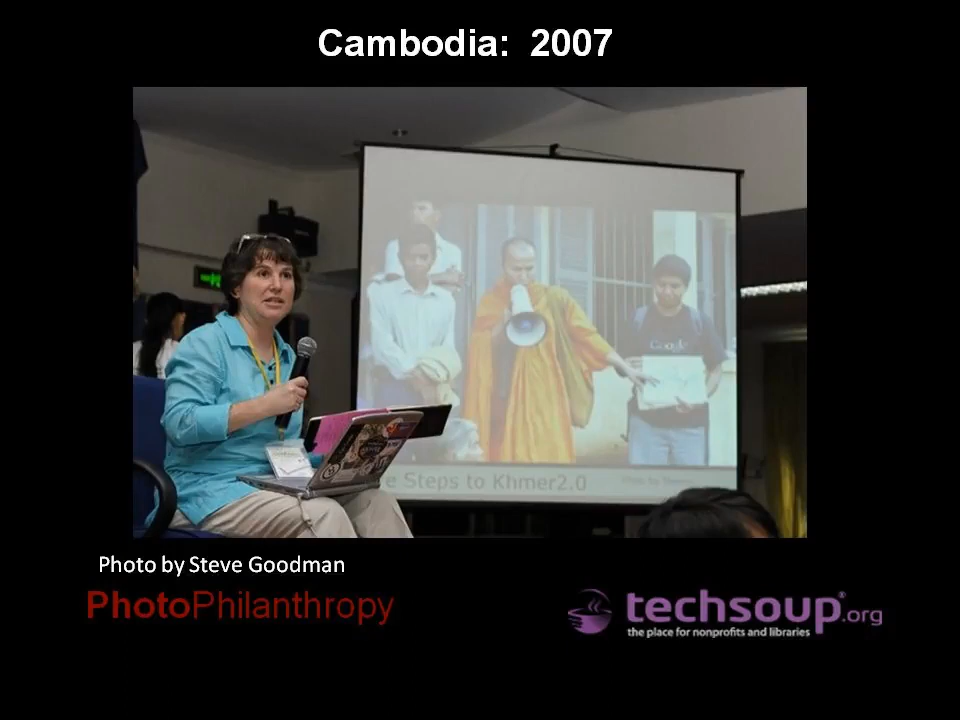 Cambodia: 2007
Google
e Steps to Khmer2.0
Photo by Steve Goodman
PhotoPhilanthropy
techsoup®.org
the place for nonprofits and libraries